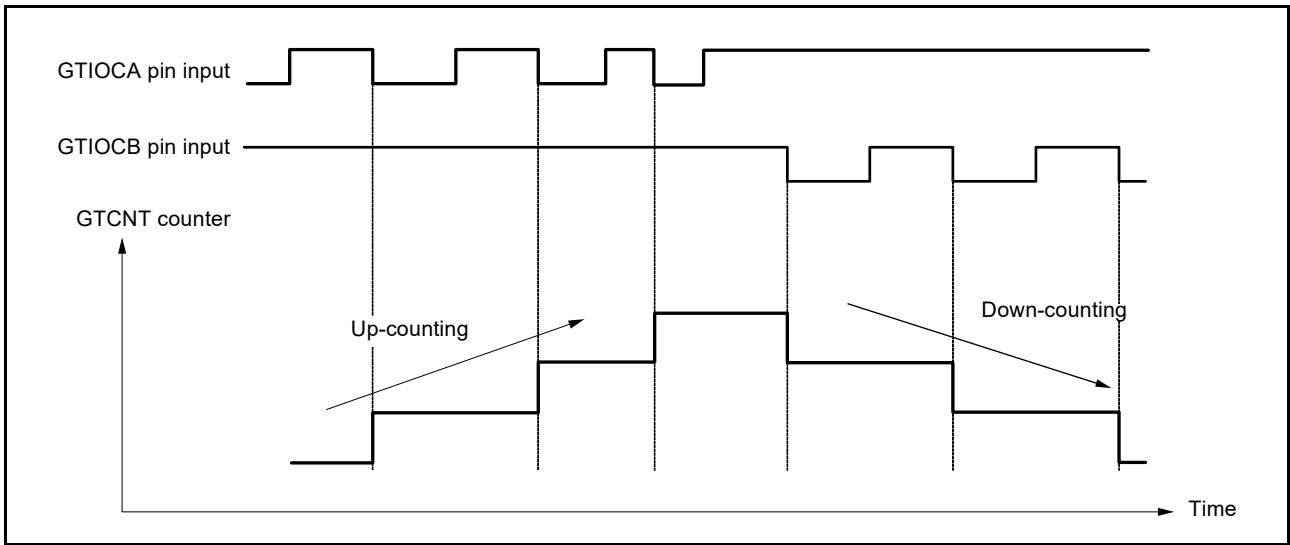 GTIOCA pin input
GTIOCB pin input
GTCNT counter
Up-counting
Down-counting
Time